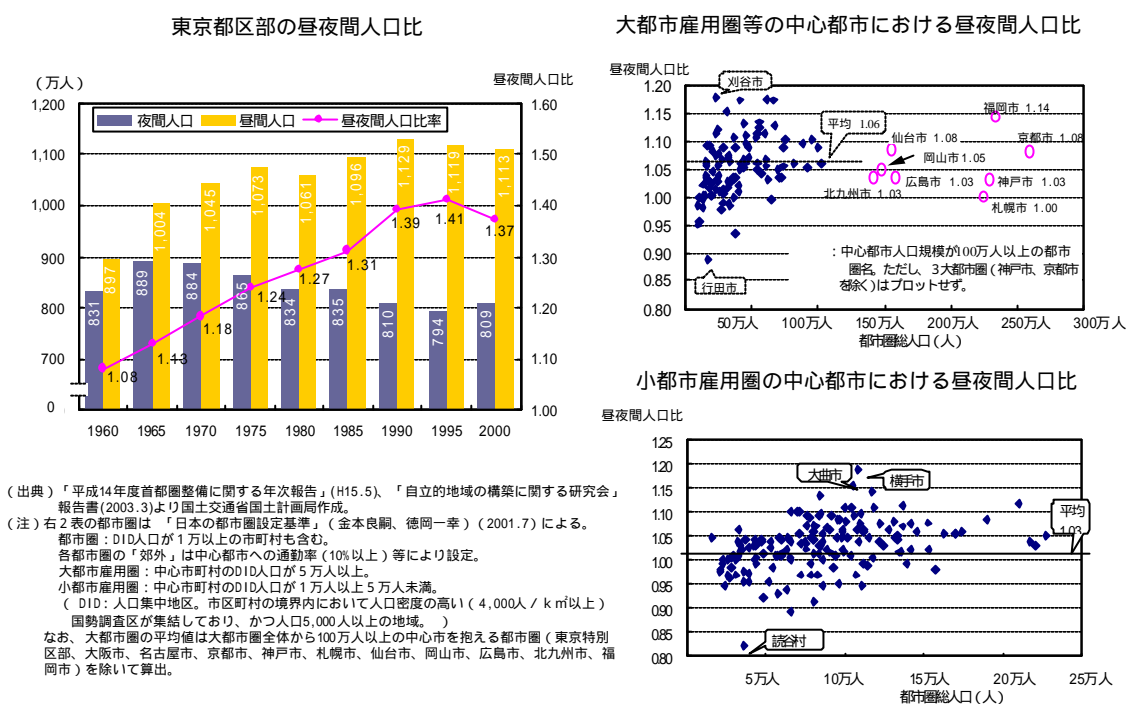 東京都区部の昼夜間人口比
(万人)
昼夜間人口比
1,200
1,100
1,000
900
800
700
0
1.60
1.50
1.40
1.30
1.20
1.10
1.00
夜間人口 昼間人口 昼夜間人口比率
831 889 884 865 834 835 810 794 809
897 1,004 1,045 1,073 1,061 1,096 1,129 1,119 1,113
1.08 1.13 1.18 1.24 1.27 1.31 1.39 1.41 1.37
1960 1965 1970 1975 1980 1985 1990 1995 2000
大都市雇用圏等の中心都市における昼夜間人口比
昼夜間人口比
1.20
1.15
1.10
1.05
1.00
0.90
0.85
0.80
刈谷市
平均 1.06
福岡市 1.14
仙台市 1.08
京都市 1.08
岡山市 1.05
広島市 1.03
神戸市 1.03
北九州市 1.03
札幌市 1.00
行田市
:中心都市人口規模が100万人以上の都市
圏名。ただし、3大都市圏(神戸市、京都市
を除く)はプロットせず。
50万人 100万人 150万人 200万人 250万人 300万人
都市圏総人口(人)
小都市雇用圏の中心都市における昼夜間人口比
昼夜間人口比
1.25
1.20
1.15
1.10
1.05
1.00
0.95
0.90
0.85
0.80
大曲市
横手市
平均
1.03
読谷村
5万人 10万人 15万人 20万人 25万人
都市圏総人口(人)
(出典)「平成14年度首都圏整備に関する年次報告」(H15.5)、「自立的地域の構築に関する研究会」
報告書(2003.3)より国土交通省国土計画局作成。
(注)右2表の都市圏は 「日本の都市圏設定基準」(金本良嗣、徳岡一幸)(2001.7)による。
都市圏:DID人口が1万以上の市町村も含む。
各都市圏の「郊外」は中心都市への通勤率(10%以上)等により設定。
大都市雇用圏:中心市町村のDID人口が5万人以上。
小都市雇用圏:中心市町村のDID人口が1万人以上5万人未満。
( DID:人口集中地区。市区町村の境界内において人口密度の高い(4,000人/k㎡以上)
国勢調査区が集結しており、かつ人口5,000人以上の地域。 )
なお、大都市圏の平均値は大都市圏全体から100万人以上の中心市を抱える都市圏(東京特別
区部、大阪市、名古屋市、京都市、神戸市、札幌市、仙台市、岡山市、広島市、北九州市、福
岡市)を除いて算出。